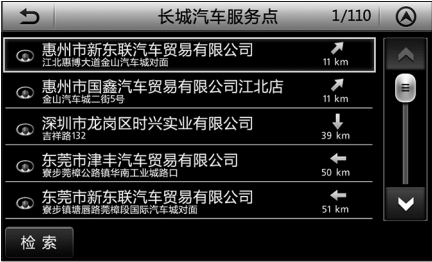 长城汽车服务点 1/110
惠州市新东联汽车贸易有限公司
江北惠博大道金山汽车城对面 11 km
惠州市国鑫汽车贸易有限公司江北店
金山汽车城二街5号 11 km
深圳市龙岗区时兴实业有限公司
吉祥路132 39 km
东莞市津丰汽车贸易有限公司
寮步莞樟公路镇华南工业城路口 50 km
东莞市新东联汽车贸易有限公司
寮步镇塘唇路莞樟段国际汽车城对面 51 km
检索